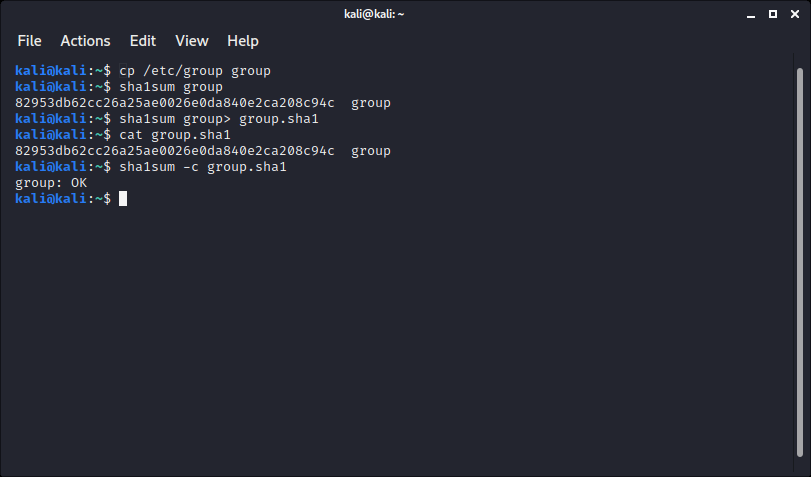 kali@kali: ~
File Actions Edit View Help
kali@kali:~$ cp /etc/group group
kali@kali:~$ sha1sum group
82953db62cc26a25ae0026e0da840e2ca208c94c  group
kali@kali:~$ sha1sum group> group.sha1
kali@kali:~$ cat group.sha1
82953db62cc26a25ae0026e0da840e2ca208c94c  group
kali@kali:~$ sha1sum -c group.sha1
group: OK
kali@kali:~$